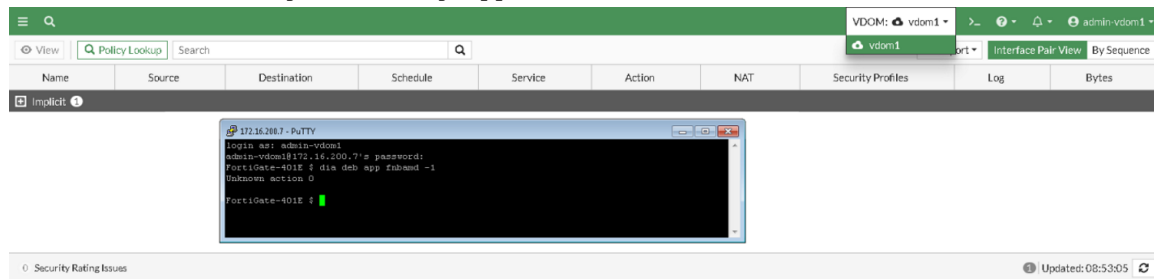 VDOM: vdom1
>_
admin-vdom1
View
Policy Lookup
Search
vdom1
ort
Interface Pair View
By Sequence
Name Source Destination Schedule Service Action NAT Security Profiles Log Bytes
Implicit 1
172.16.200.7 - PuTTY
login as: admin-vdom1
admin-vdom1@172.16.200.7's password:
FortiGate-401E $ dia deb app fnbamd -1
Unknown action 0
FortiGate-401E $
0 Security Rating Issues
1 Updated: 08:53:05